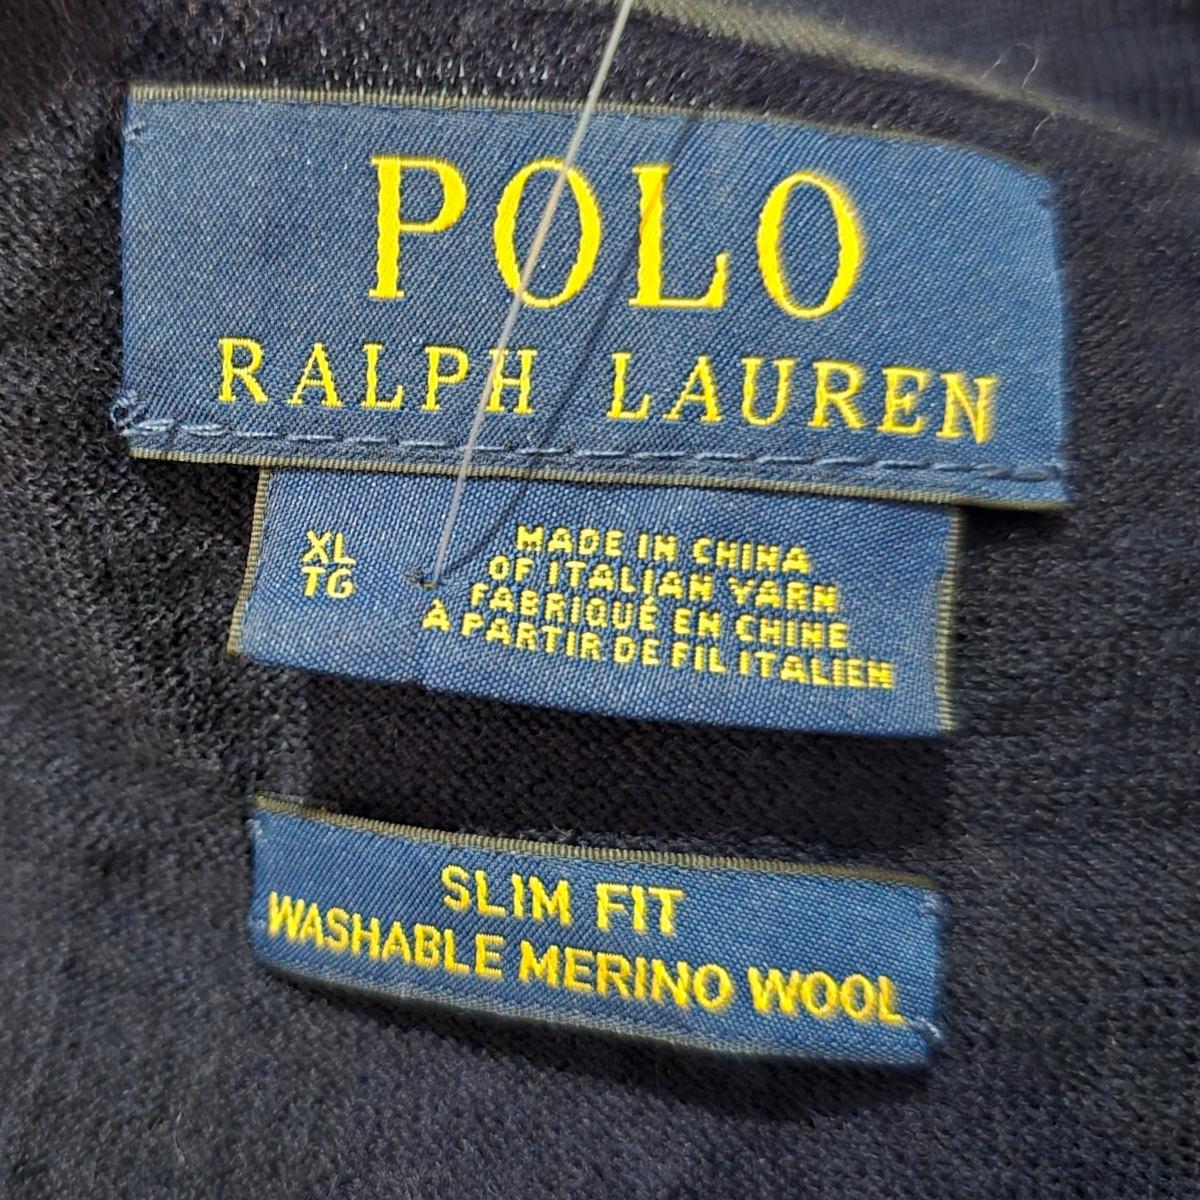 POLO
RALPH LAUREN
XL
TG
MADE IN CHINA
OF ITALIAN YARN
FABRIQUÉ EN CHINE
À PARTIR DE FIL ITALIEN
SLIM FIT
WASHABLE MERINO WOOL